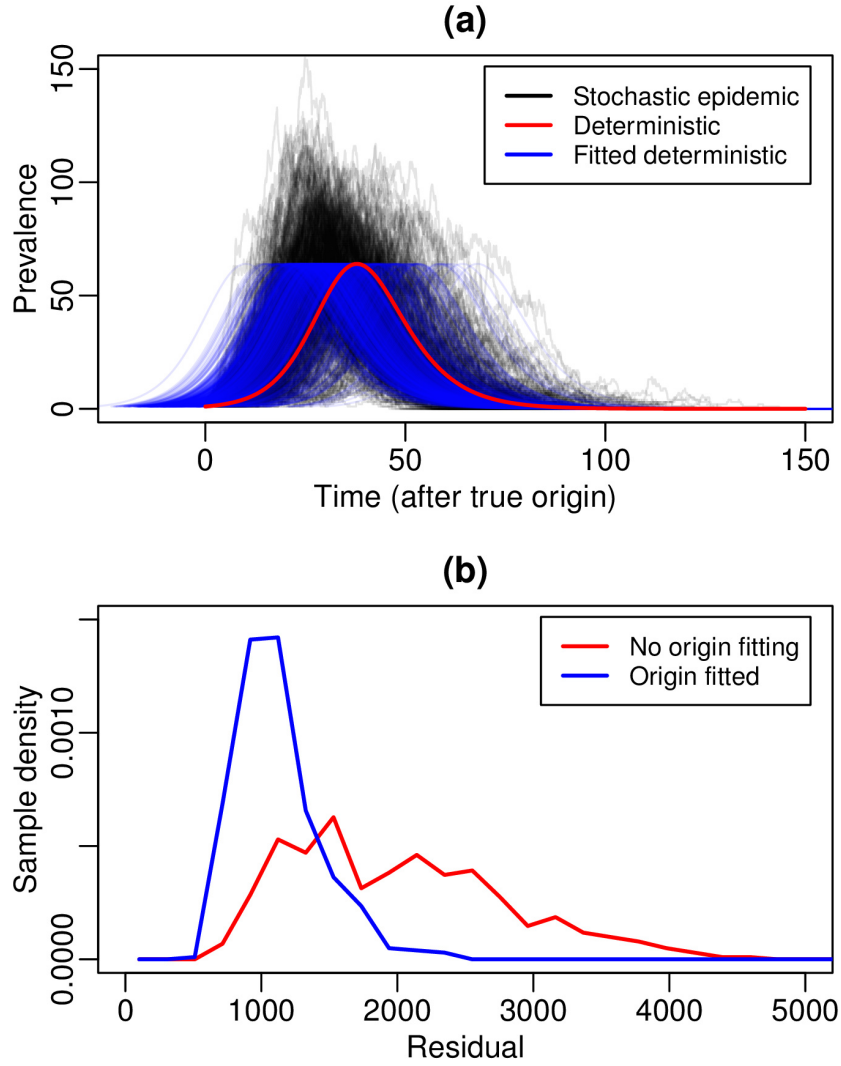 (a)
Prevalence
150
100
50
0
Stochastic epidemic
Deterministic
Fitted deterministic
0 50 100 150
Time (after true origin)
(b)
Sample density
0.0010
0.0000
No origin fitting
Origin fitted
0 1000 2000 3000 4000 5000
Residual